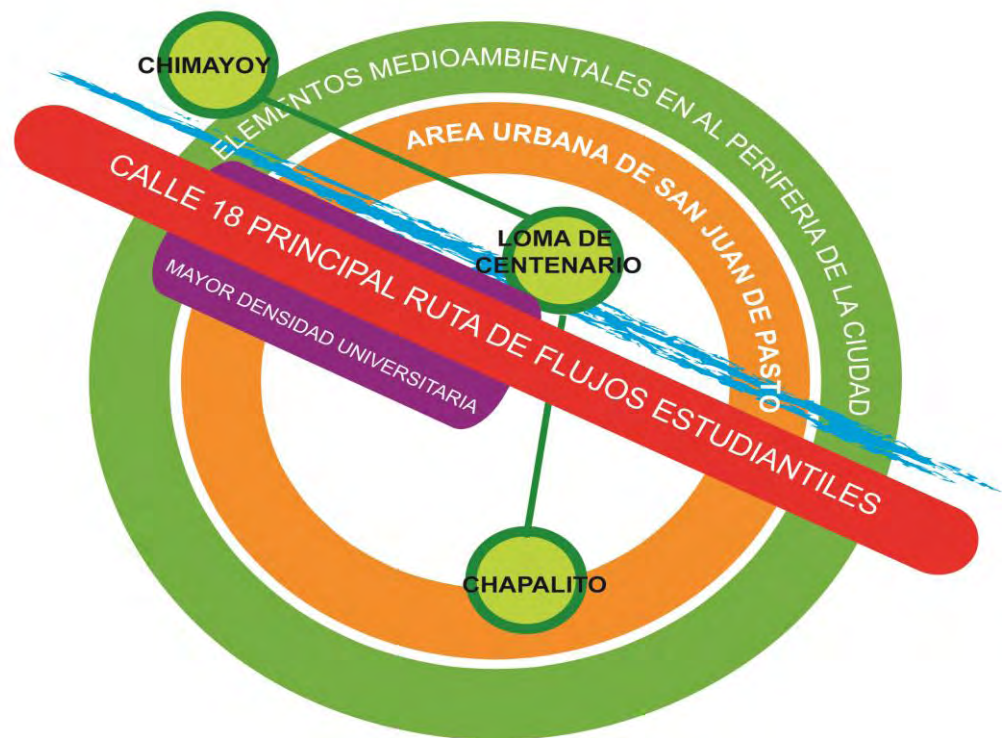 CHIMAYOY
ELEMENTOS MEDIOAMBIENTALES EN AL PERIFERIA DE LA CIUDAD
AREA URBANA DE SAN JUAN DE PASTO
LOMA DE
CENTENARIO
CALLE 18 PRINCIPAL RUTA DE FLUJOS ESTUDIANTILES
MAYOR DENSIDAD UNIVERSITARIA
CHAPALITO